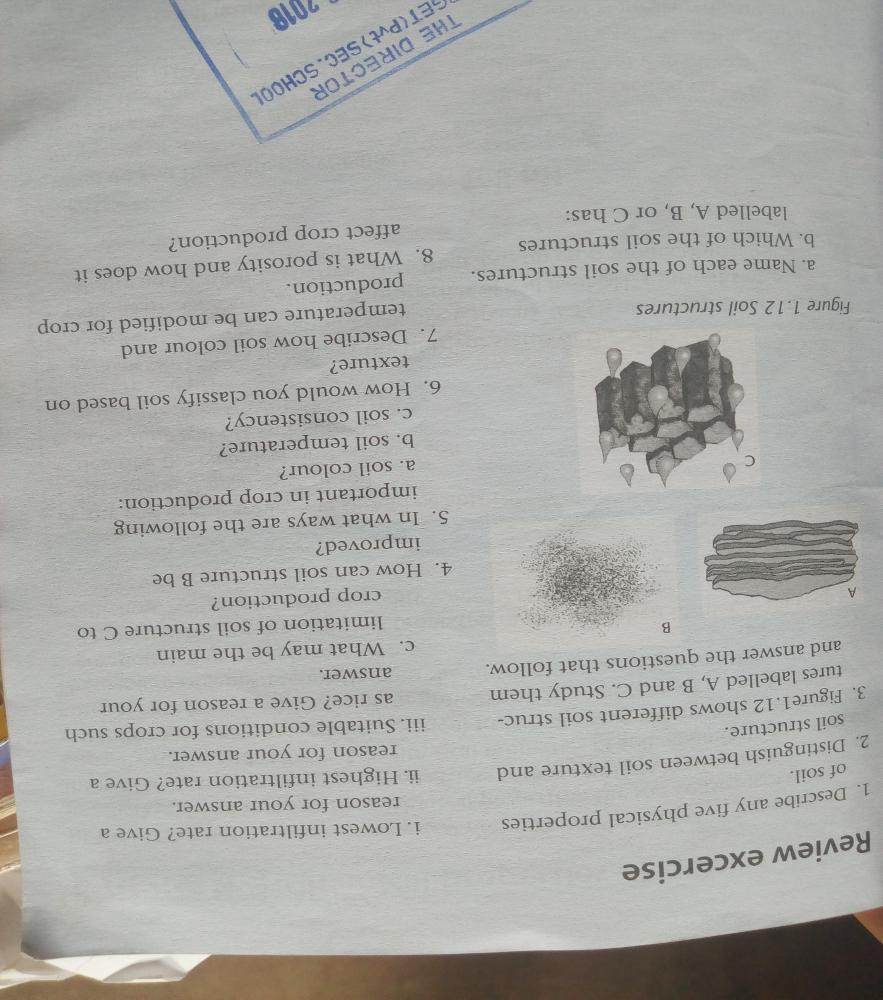 Review excercise
1. Describe any five physical properties
of soil.
2. Distinguish between soil texture and
soil structure.
3. Figure1.12 shows different soil struc-
tures labelled A, B and C. Study them
and answer the questions that follow.
A
B
C
Figure 1.12 Soil structures
a. Name each of the soil structures.
b. Which of the soil structures
labelled A, B, or C has:
i. Lowest infiltration rate? Give a
reason for your answer.
ii. Highest infiltration rate? Give a
reason for your answer.
iii. Suitable conditions for crops such
as rice? Give a reason for your
answer.
c. What may be the main
limitation of soil structure C to
crop production?
4. How can soil structure B be
improved?
5. In what ways are the following
important in crop production:
a. soil colour?
b. soil temperature?
c. soil consistency?
6. How would you classify soil based on
texture?
7. Describe how soil colour and
temperature can be modified for crop
production.
8. What is porosity and how does it
affect crop production?
THE DIRECTOR
(Pvt) SEC. SCHOOL
2018